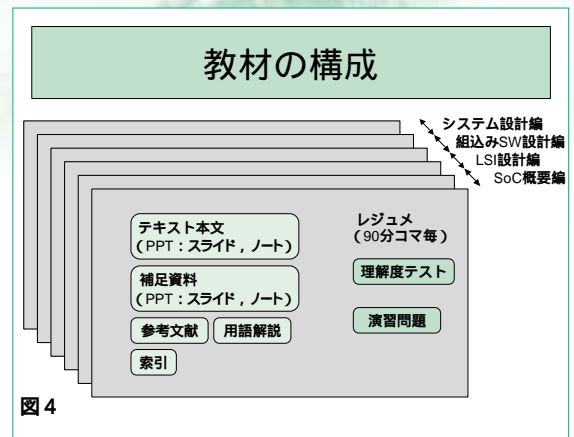 教材の構成
システム設計編
組込みSW設計編
LSI設計編
SoC概要編
テキスト本文
（PPT：スライド，ノート）
補足資料
（PPT：スライド，ノート）
参考文献
用語解説
索引
レジュメ
（90分コマ毎）
理解度テスト
演習問題
図4